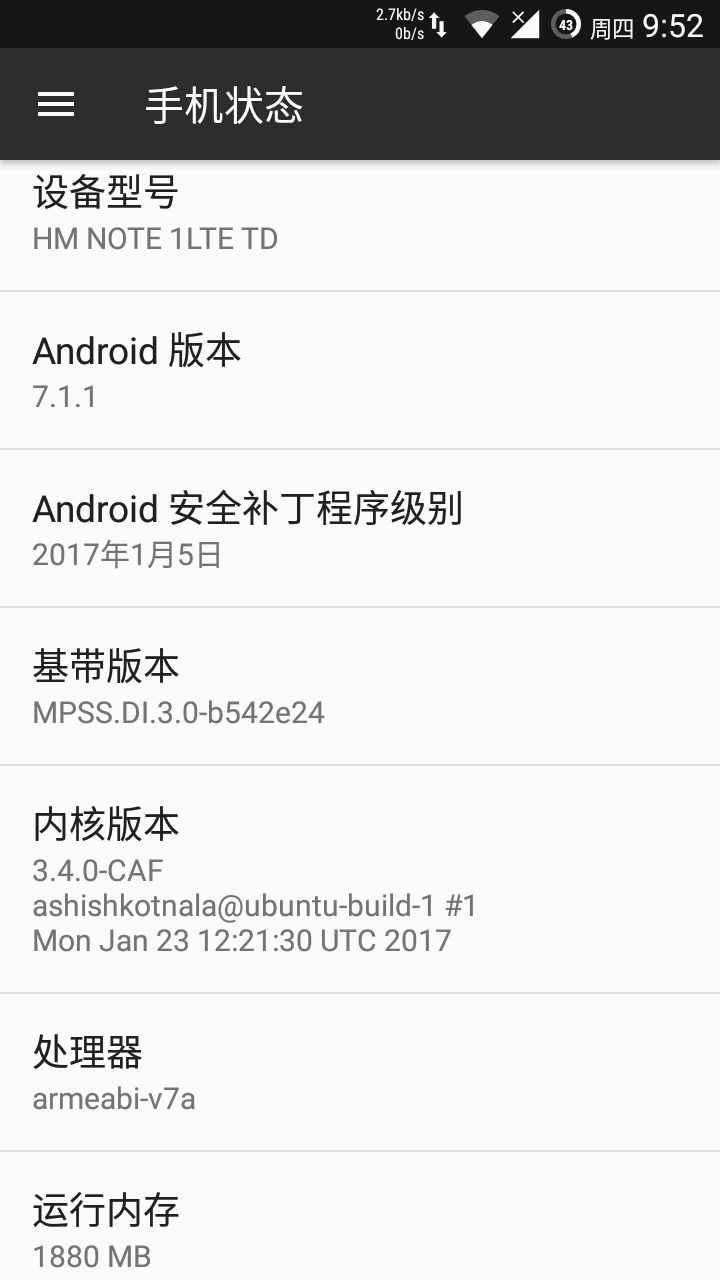 2.7kb/s
0b/s
43
周四 9:52
手机状态
设备型号
HM NOTE 1LTE TD
Android 版本
7.1.1
Android 安全补丁程序级别
2017年1月5日
基带版本
MPSS.DI.3.0-b542e24
内核版本
3.4.0-CAF
ashishkotnala@ubuntu-build-1 #1
Mon Jan 23 12:21:30 UTC 2017
处理器
armeabi-v7a
运行内存
1880 MB